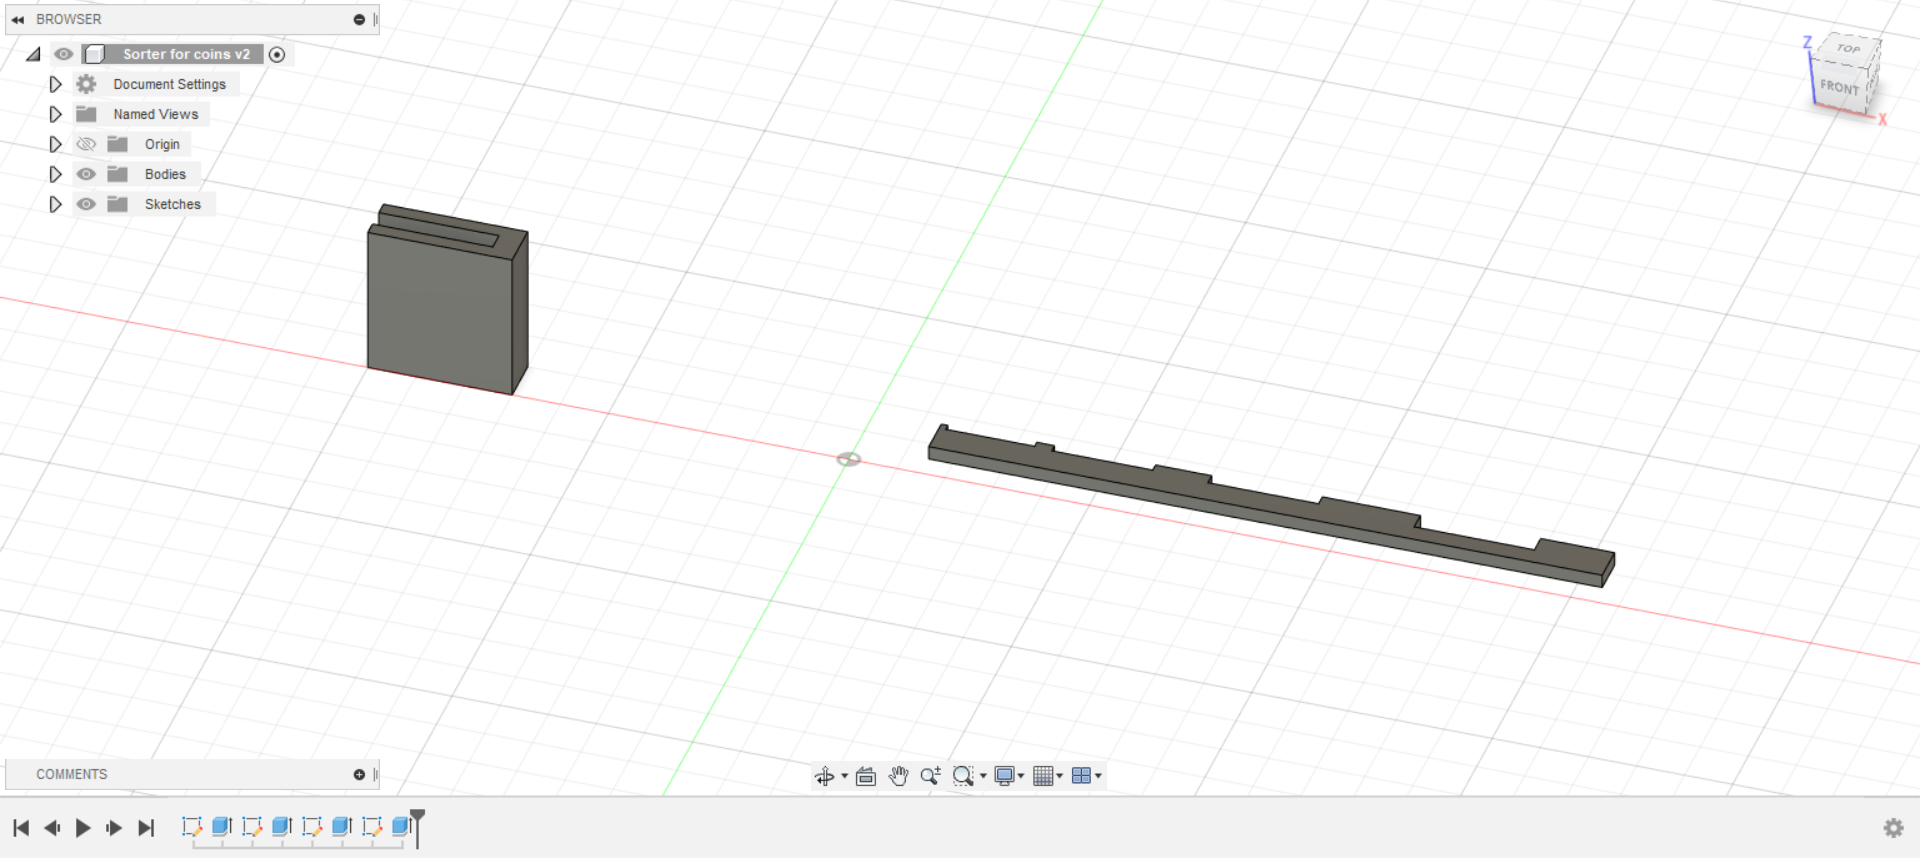 BROWSER
Sorter for coins v2
Document Settings
Named Views
Origin
Bodies
Sketches
TOP
FRONT
Z
X
COMMENTS